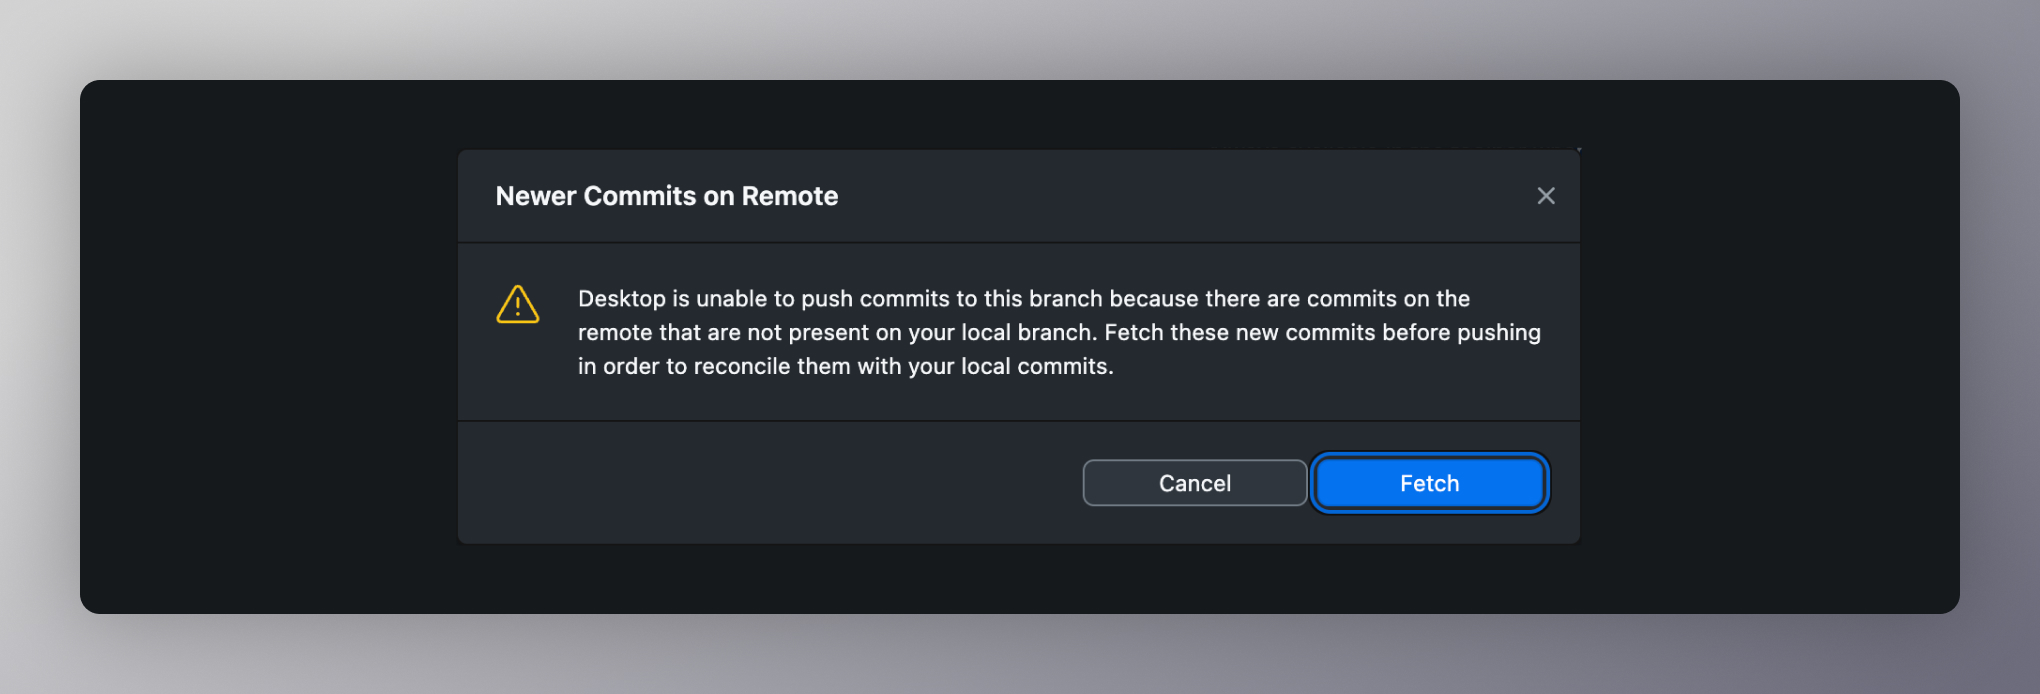 Newer Commits on Remote
Desktop is unable to push commits to this branch because there are commits on the
remote that are not present on your local branch. Fetch these new commits before pushing
in order to reconcile them with your local commits.
Cancel
Fetch